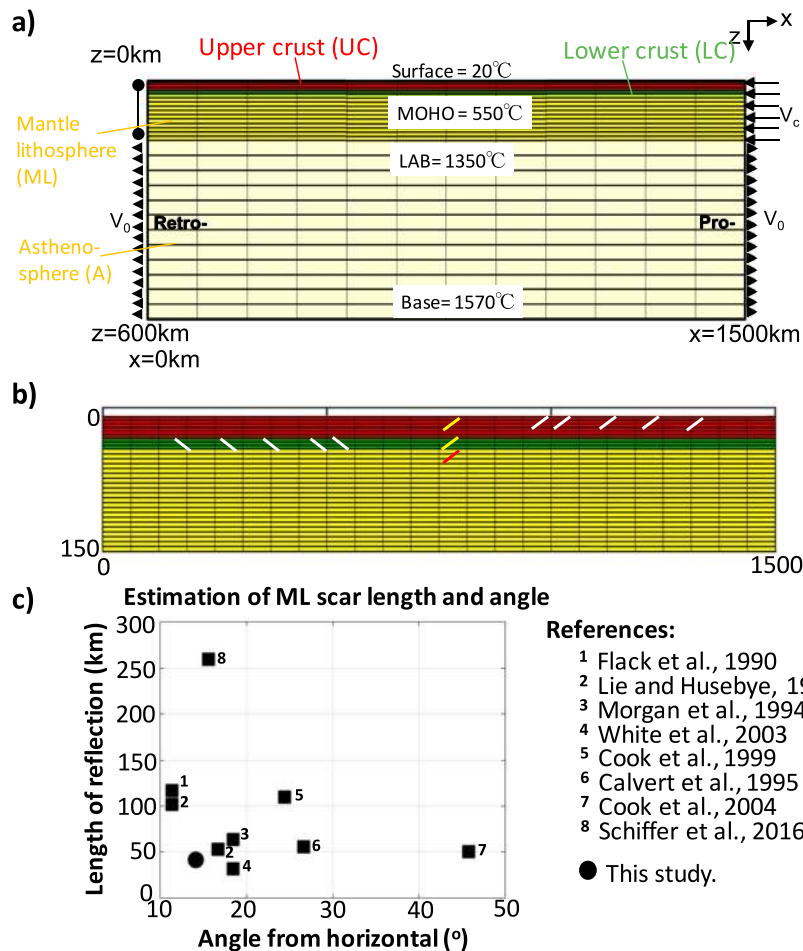 a)
x
z
z=0km
Upper crust (UC)
Lower crust (LC)
Surface = 20℃
MOHO = 550℃
Mantle
lithosphere
(ML)
Vc
LAB= 1350℃
V0
Retro-
Pro-
V0
Astheno-
sphere (A)
Base= 1570℃
z=600km
x=0km
x=1500km
b)
0
150
0
1500
c)
Estimation of ML scar length and angle
Length of reflection (km)
300
250
200
150
100
50
0
8
1
2
5
3
2
4
6
7
10
20
30
40
50
Angle from horizontal (°)
References:
1 Flack et al., 1990
2 Lie and Husebye,
3 Morgan et al., 1994
4 White et al., 2003
5 Cook et al., 1999
6 Calvert et al., 1995
7 Cook et al., 2004
8 Schiffer et al., 2016
This study.